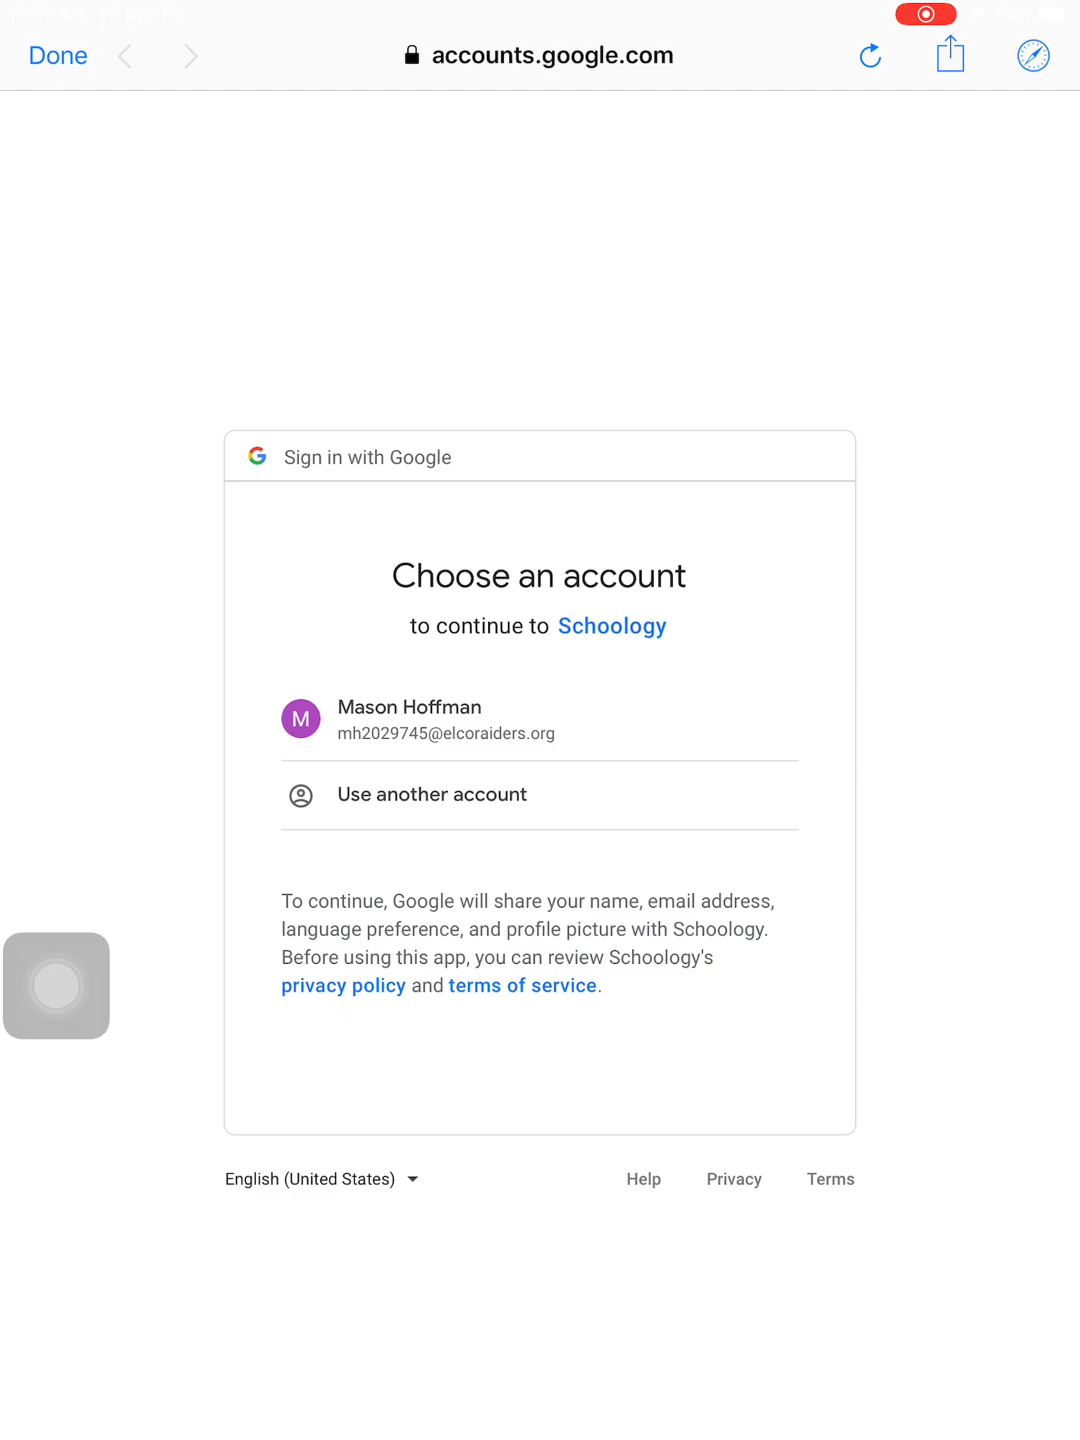 Done
accounts.google.com
Sign in with Google
Choose an account
to continue to Schoology
M
Mason Hoffman
mh2029745@elcoraiders.org
Use another account
To continue, Google will share your name, email address,
language preference, and profile picture with Schoology.
Before using this app, you can review Schoology's
privacy policy and terms of service.
English (United States)
Help Privacy Terms